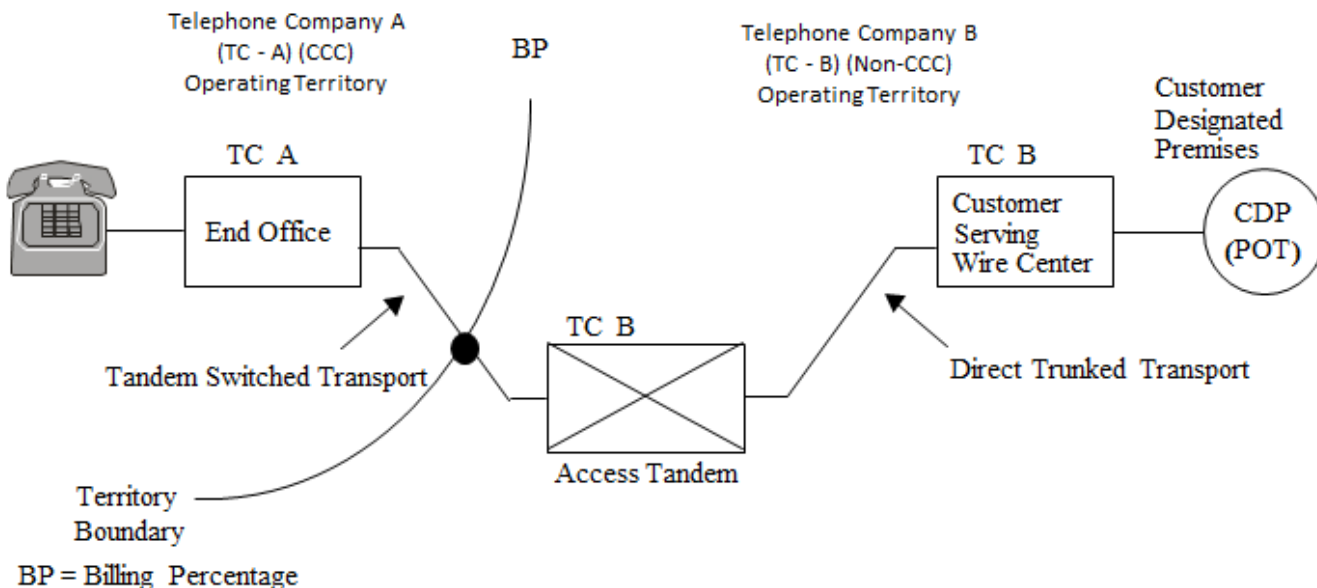 Telephone Company A
(TC - A) (CCC)
Operating Territory
BP
Telephone Company B
(TC - B) (Non-CCC)
Operating Territory
Customer
Designated
Premises
TC A
End Office
TC B
Customer
Serving
Wire Center
CDP
(POT)
TC B
Tandem Switched Transport
Direct Trunked Transport
Access Tandem
Territory
Boundary
BP = Billing Percentage